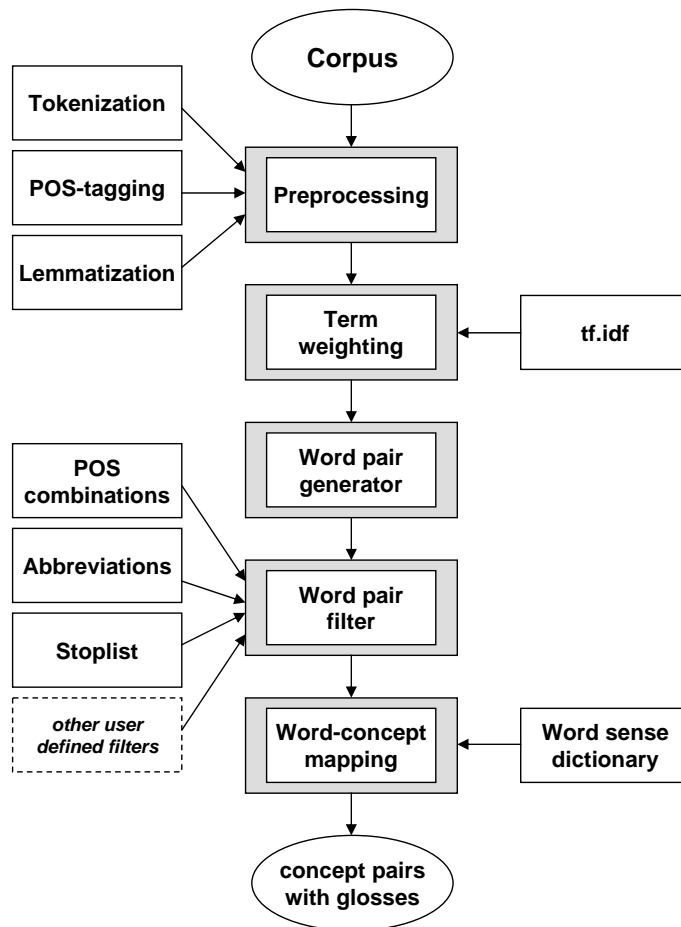 Corpus
Tokenization
POS-tagging
Lemmatization
Preprocessing
Term
weighting
tf.idf
Word pair
generator
POS
combinations
Abbreviations
Stoplist
other user
defined filters
Word pair
filter
Word-concept
mapping
Word sense
dictionary
concept pairs
with glosses